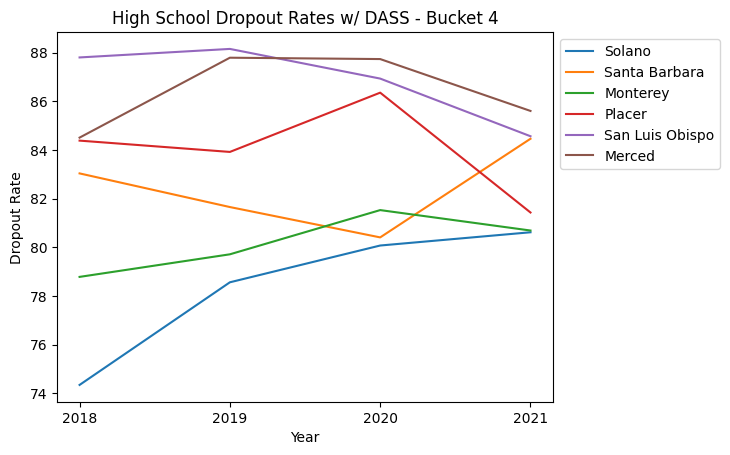 High School Dropout Rates w/ DASS - Bucket 4
Dropout Rate
88
86
84
82
80
78
76
74
2018 2019 2020 2021
Year
Solano
Santa Barbara
Monterey
Placer
San Luis Obispo
Merced